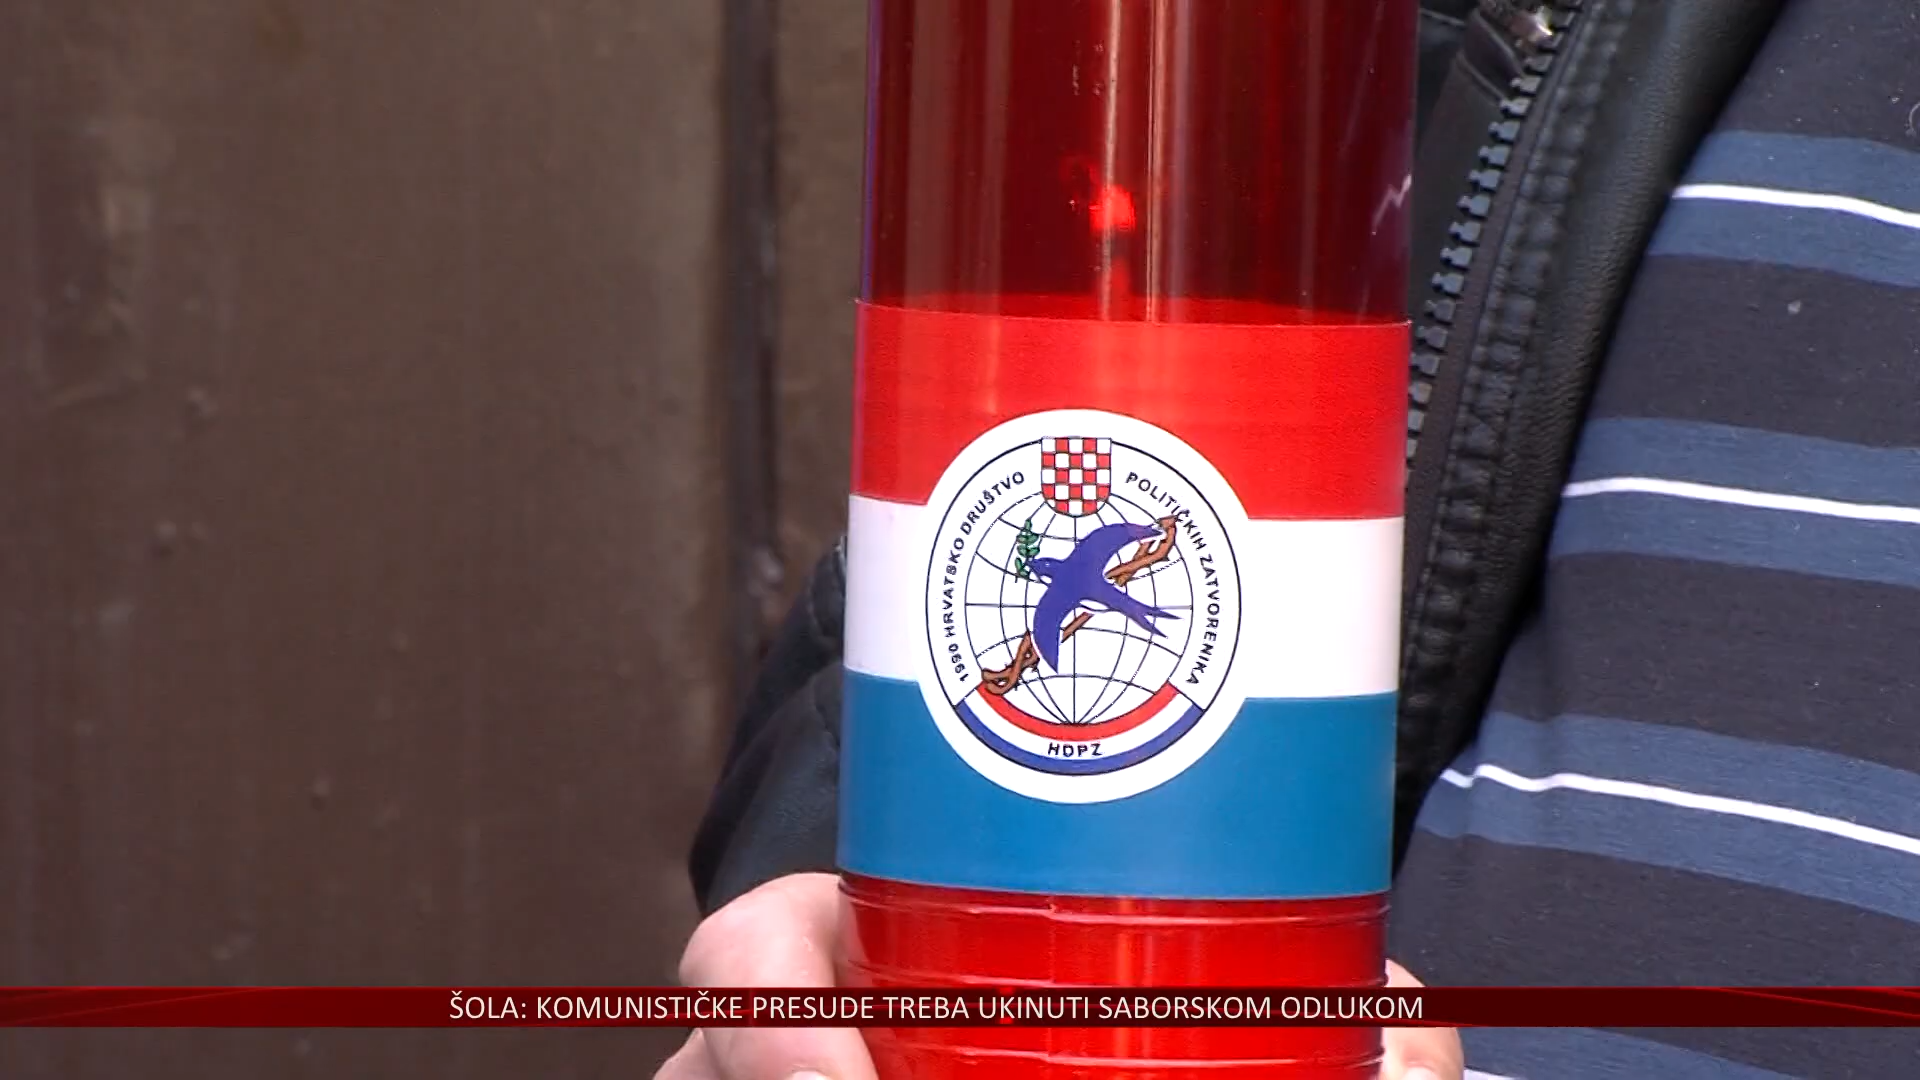 1990 HRVATSKO DRUŠTVO POLITIČKIH ZATVORENIKA
HDPZ
ŠOLA: KOMUNISTIČKE PRESUDE TREBA UKINUTI SABORSKOM ODLUKOM